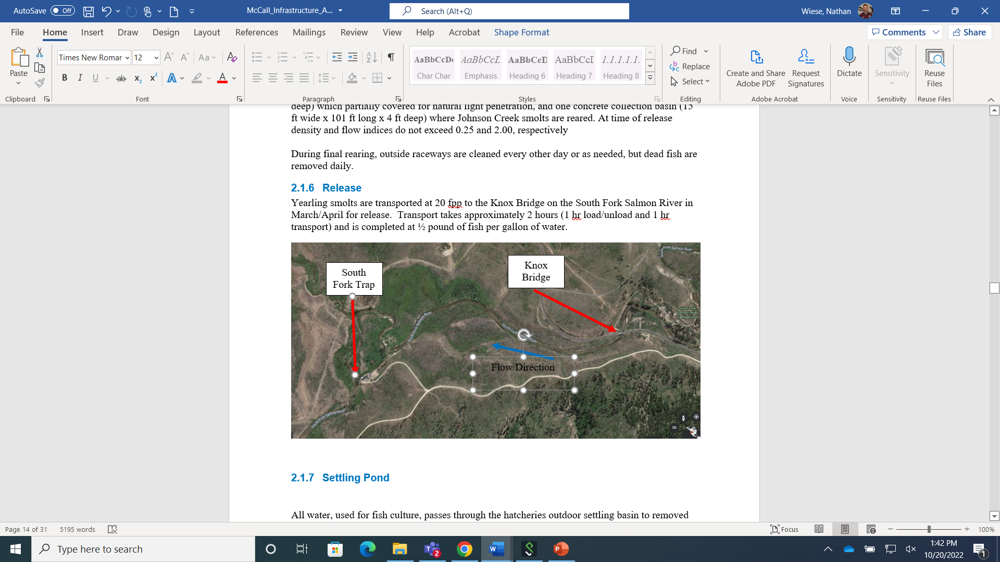 AutoSave Off
McCall_Infrastructure_A...
Search (Alt+Q)
Wiese, Nathan
File Home Insert Draw Design Layout References Mailings Review View Help Acrobat Shape Format
Comments
Share
Paste
Clipboard
Times New Romar 12
Font
Paragraph
AaBbCcDı AaBbCcL AaBbCcD AaBbCcI 1.1.1.1.1.
Char Char Emphasis Heading 6 Heading 7 Heading 8
Styles
Find
Replace
Select
Editing
Create and Share Adobe PDF
Request Signatures
Adobe Acrobat
Dictate
Voice
Sensitivity
Sensitivity
Reuse Files
Reuse Files
deep) which partially covered for natural light penetration, and one concrete collection basin (15
ft wide x 101 ft long x 4 ft deep) where Johnson Creek smolts are reared. At time of release
density and flow indices do not exceed 0.25 and 2.00, respectively
During final rearing, outside raceways are cleaned every other day or as needed, but dead fish are
removed daily.
2.1.6 Release
Yearling smolts are transported at 20 fpp to the Knox Bridge on the South Fork Salmon River in
March/April for release. Transport takes approximately 2 hours (1 hr load/unload and 1 hr
transport) and is completed at ½ pound of fish per gallon of water.
South
Fork Trap
Knox
Bridge
South Fork Salmon River
South Fork Salmon River
South Fork
Salmon River
Campground
Flow Direction
South Fork Salmon River
3D
2.1.7 Settling Pond
All water, used for fish culture, passes through the hatcheries outdoor settling basin to removed
Page 14 of 31 5195 words
Focus
100%
Type here to search
2
1:42 PM
10/20/2022
1